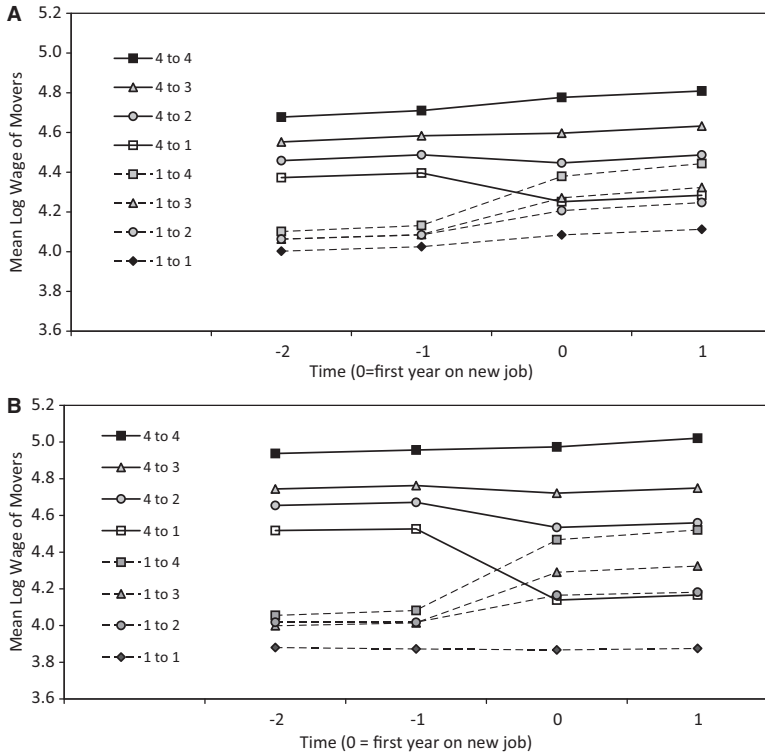 A
5.2
5.0
4.8
4.6
4.4
4.2
4.0
3.8
3.6
Mean Log Wage of Movers
4 to 4
4 to 3
4 to 2
4 to 1
1 to 4
1 to 3
1 to 2
1 to 1
-2 -1 0 1
Time (0=first year on new job)
B
5.2
5.0
4.8
4.6
4.4
4.2
4.0
3.8
3.6
Mean Log Wage of Movers
4 to 4
4 to 3
4 to 2
4 to 1
1 to 4
1 to 3
1 to 2
1 to 1
-2 -1 0 1
Time (0 = first year on new job)